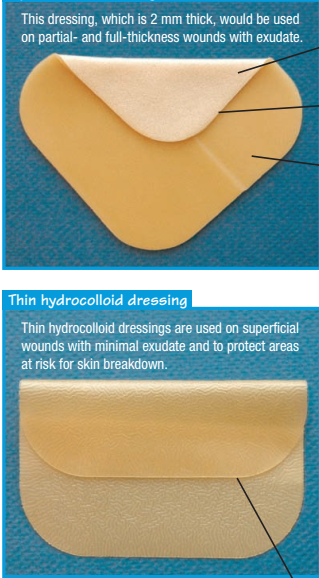 This dressing, which is 2 mm thick, would be used
on partial- and full-thickness wounds with exudate.
Thin hydrocolloid dressing
Thin hydrocolloid dressings are used on superficial
wounds with minimal exudate and to protect areas
at risk for skin breakdown.